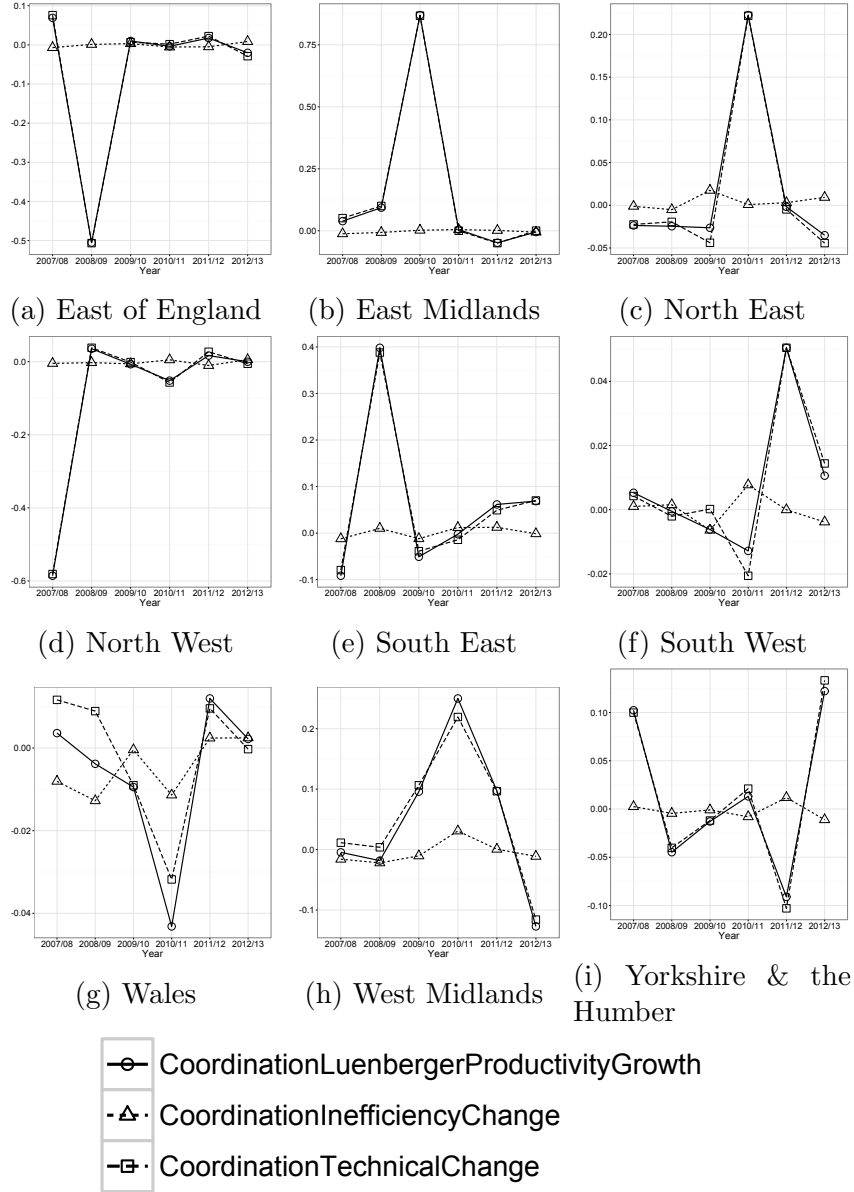 0.1
0.0
-0.1
-0.2
-0.3
-0.4
-0.5
2007/08 2008/09 2009/10 2010/11 2011/12 2012/13
Year
(a) East of England
0.75
0.50
0.25
0.00
2007/08 2008/09 2009/10 2010/11 2011/12 2012/13
Year
(b) East Midlands
0.20
0.15
0.10
0.05
0.00
-0.05
2007/08 2008/09 2009/10 2010/11 2011/12 2012/13
Year
(c) North East
0.0
-0.2
-0.4
-0.6
2007/08 2008/09 2009/10 2010/11 2011/12 2012/13
Year
(d) North West
0.4
0.3
0.2
0.1
0.0
-0.1
2007/08 2008/09 2009/10 2010/11 2011/12 2012/13
Year
(e) South East
0.04
0.02
0.00
-0.02
2007/08 2008/09 2009/10 2010/11 2011/12 2012/13
Year
(f) South West
0.00
-0.02
-0.04
2007/08 2008/09 2009/10 2010/11 2011/12 2012/13
Year
(g) Wales
0.2
0.1
0.0
-0.1
2007/08 2008/09 2009/10 2010/11 2011/12 2012/13
Year
(h) West Midlands
0.10
0.05
0.00
-0.05
-0.10
2007/08 2008/09 2009/10 2010/11 2011/12 2012/13
Year
(i) Yorkshire & the
Humber
CoordinationLuenbergerProductivityGrowth
CoordinationInefficiencyChange
CoordinationTechnicalChange